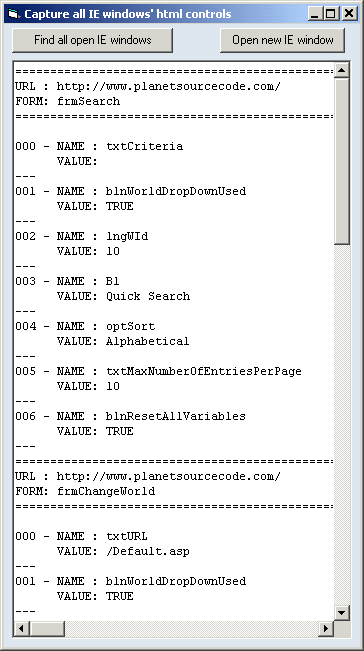 Capture all IE windows' html controls
Find all open IE windows Open new IE window
==============================================
URL : http://www.planetsourcecode.com/
FORM: frmSearch
==============================================
000 - NAME : txtCriteria
VALUE:
---
001 - NAME : blnWorldDropDownUsed
VALUE: TRUE
---
002 - NAME : lngWId
VALUE: 10
---
003 - NAME : B1
VALUE: Quick Search
---
004 - NAME : optSort
VALUE: Alphabetical
---
005 - NAME : txtMaxNumberOfEntriesPerPage
VALUE: 10
---
006 - NAME : blnResetAllVariables
VALUE: TRUE
---
==============================================
URL : http://www.planetsourcecode.com/
FORM: frmChangeWorld
==============================================
000 - NAME : txtURL
VALUE: /Default.asp
---
001 - NAME : blnWorldDropDownUsed
VALUE: TRUE
---